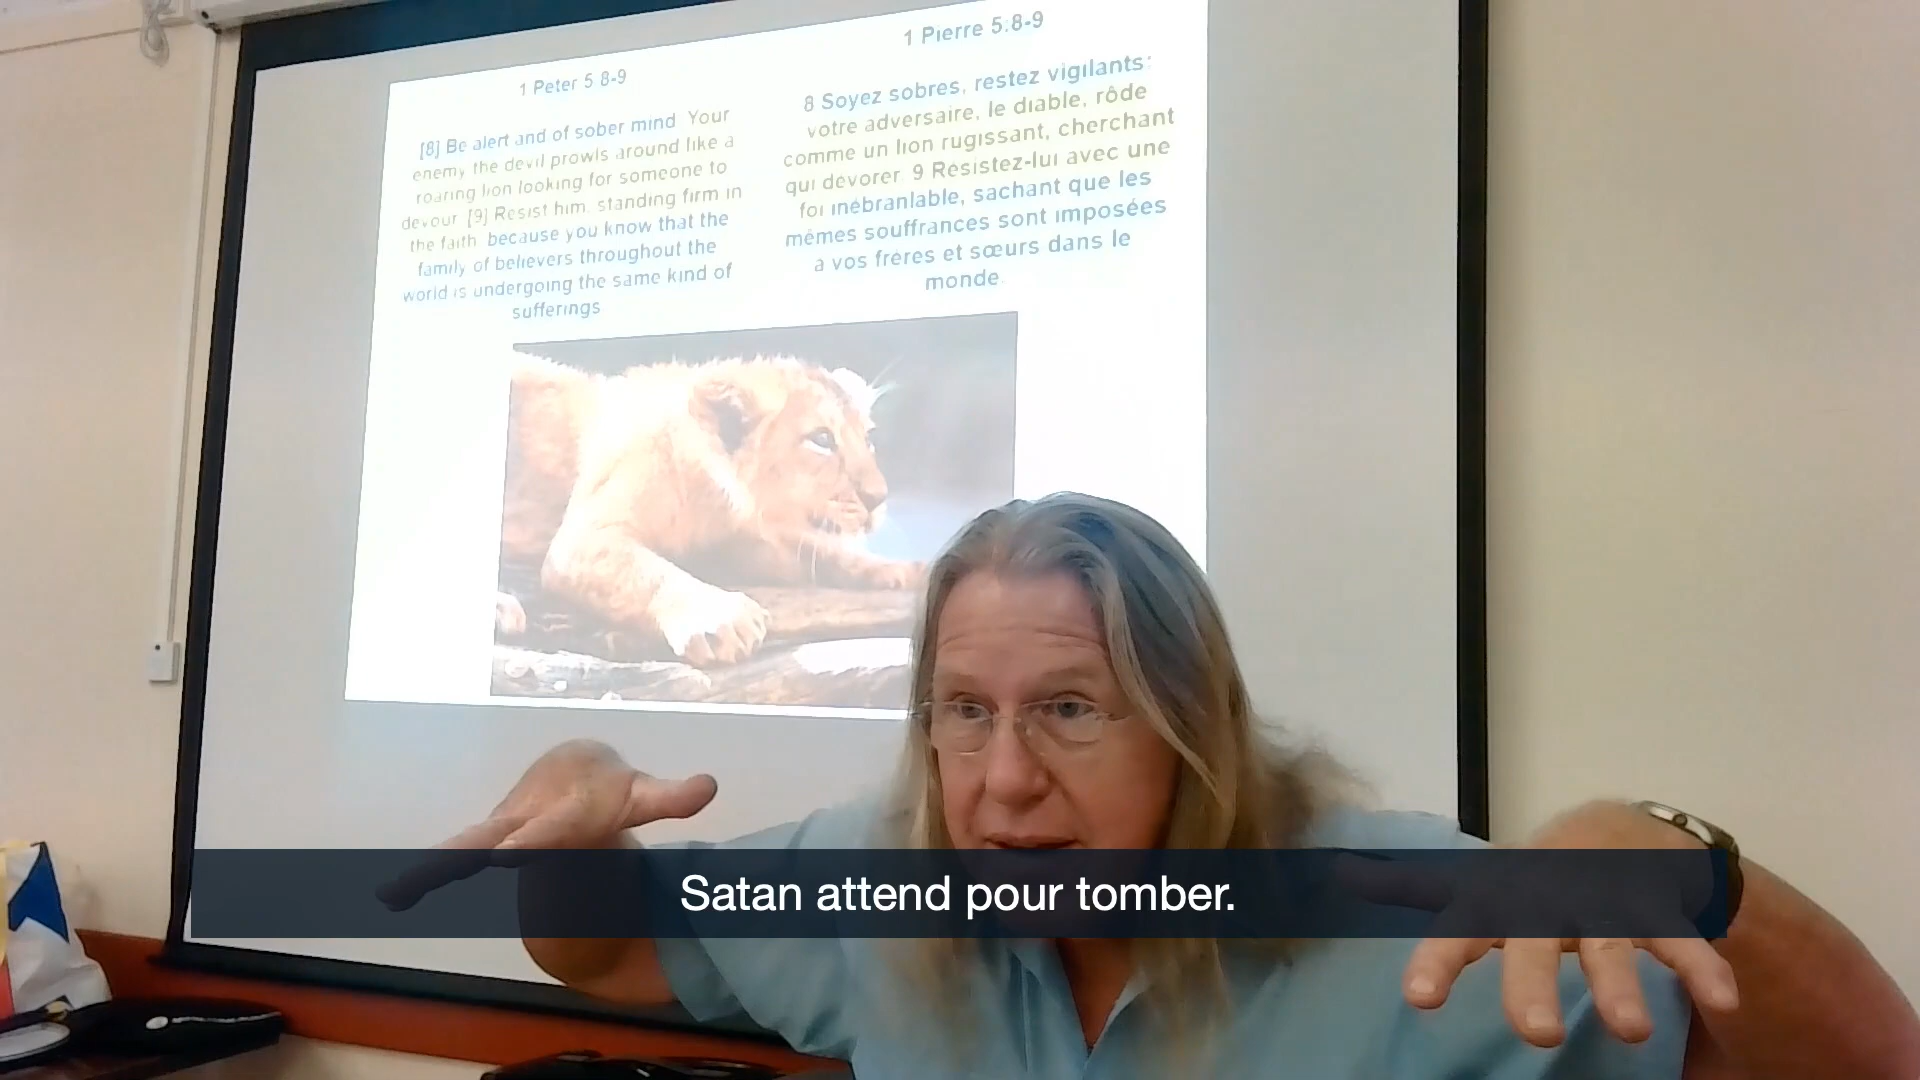 1 Peter 5 8-9
[8] Be alert and of sober mind Your
enemy the devil prowls around like a
roaring lion looking for someone to
devour [9] Resist him, standing firm in
the faith because you know that the
family of believers throughout the
world is undergoing the same kind of
sufferings
1 Pierre 5:8-9
8 Soyez sobres, restez vigilants:
votre adversaire, le diable, rôde
comme un lion rugissant, cherchant
qui dévorer 9 Résistez-lui avec une
foi inébranlable, sachant que les
mêmes souffrances sont imposées
à vos frères et sœurs dans le
monde.
Satan attend pour tomber.